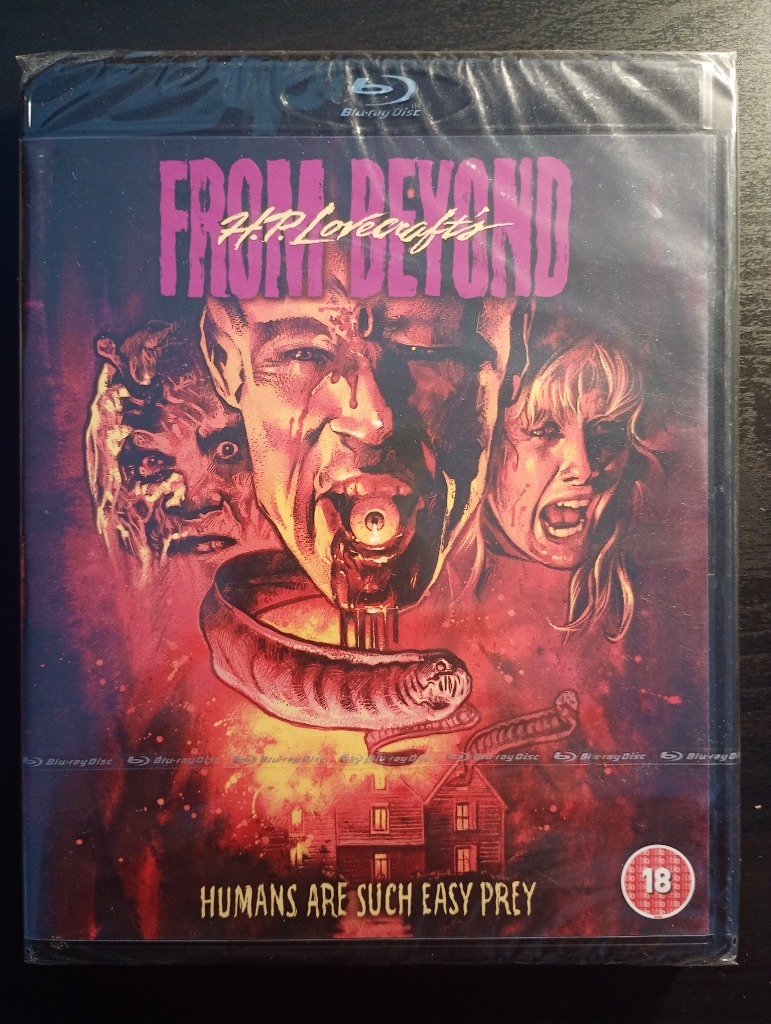 Blu-ray Disc
FROM BEYOND
H.P. Lovecraft's
Blu-ray Disc Blu-ray Disc Blu-ray Disc Blu-ray Disc Blu-ray Disc Blu-ray Disc Blu-ray Disc
HUMANS ARE SUCH EASY PREY
18